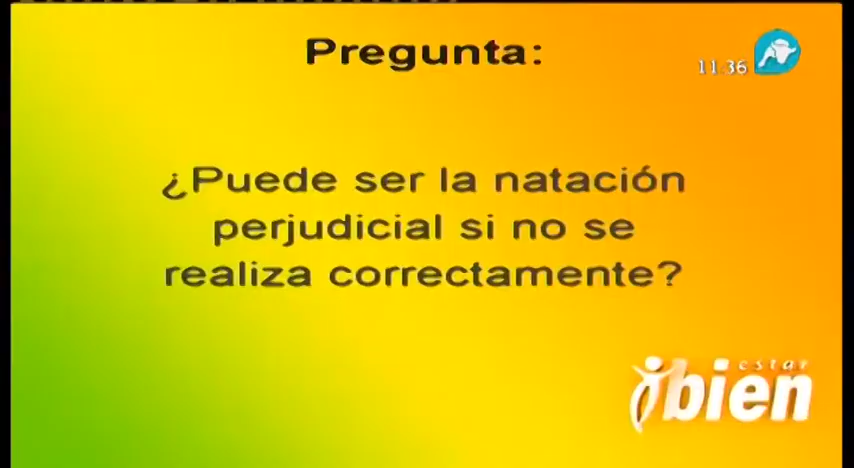 Pregunta:
11:36
¿Puede ser la natación
perjudicial si no se
realiza correctamente?
estar
bien